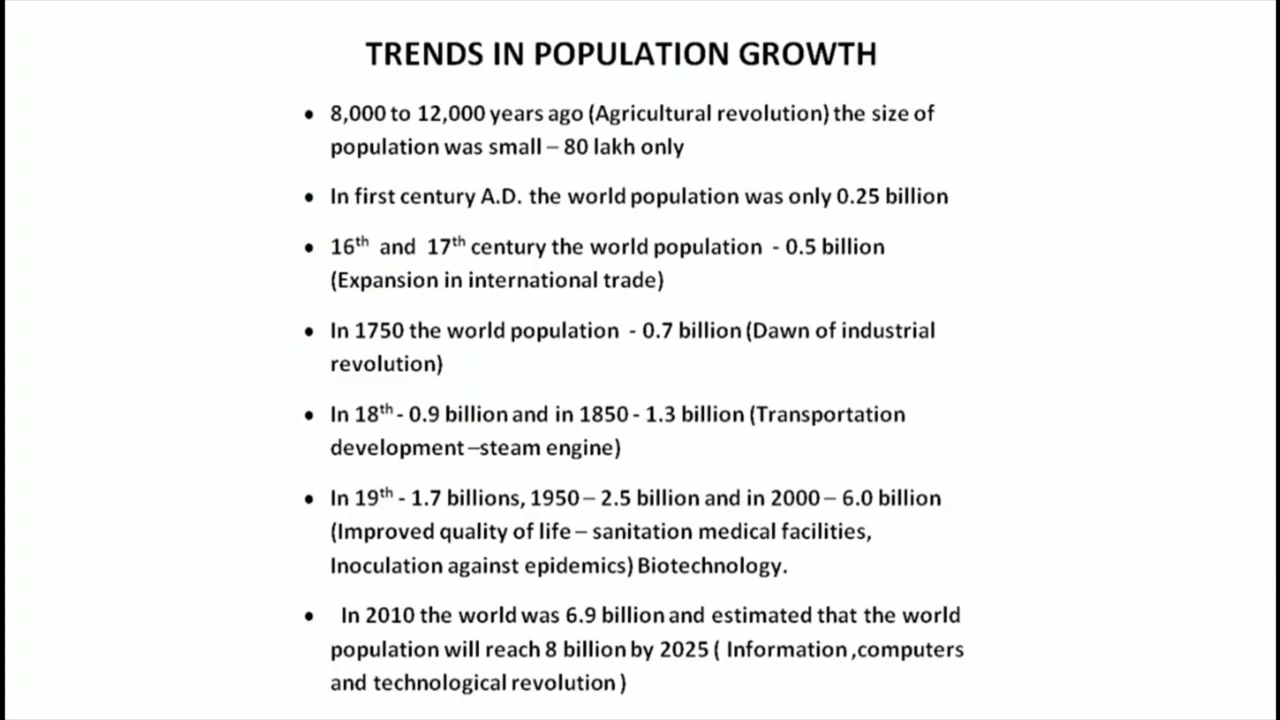 TRENDS IN POPULATION GROWTH
• 8,000 to 12,000 years ago (Agricultural revolution) the size of
population was small – 80 lakh only
• In first century A.D. the world population was only 0.25 billion
• 16th and 17th century the world population - 0.5 billion
(Expansion in international trade)
• In 1750 the world population - 0.7 billion (Dawn of industrial
revolution)
• In 18th - 0.9 billion and in 1850 - 1.3 billion (Transportation
development –steam engine)
• In 19th - 1.7 billions, 1950 – 2.5 billion and in 2000 – 6.0 billion
(Improved quality of life – sanitation medical facilities,
Inoculation against epidemics) Biotechnology.
• In 2010 the world was 6.9 billion and estimated that the world
population will reach 8 billion by 2025 ( Information ,computers
and technological revolution )